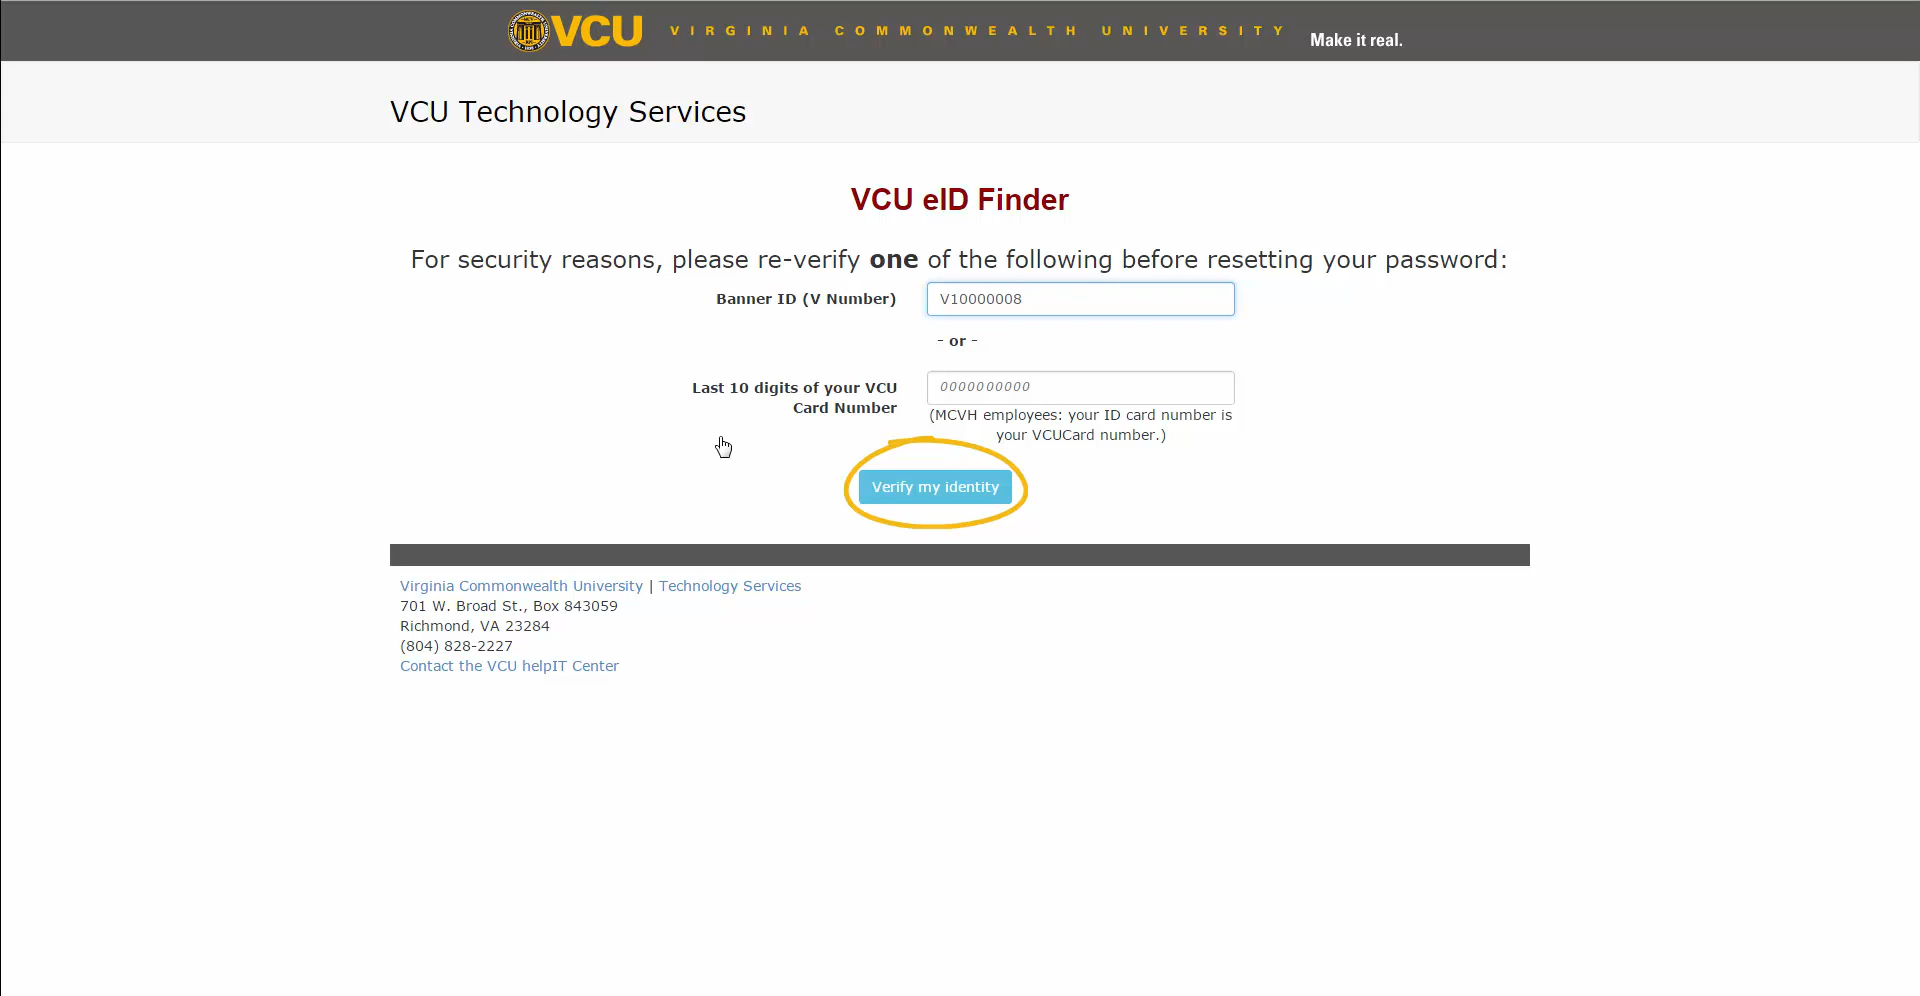 VCU VIRGINIA COMMONWEALTH UNIVERSITY Make it real.
VCU Technology Services
VCU eID Finder
For security reasons, please re-verify one of the following before resetting your password:
Banner ID (V Number) V10000008
- or -
Last 10 digits of your VCU
Card Number
0000000000
(MCVH employees: your ID card number is
your VCUCard number.)
Verify my identity
Virginia Commonwealth University | Technology Services
701 W. Broad St., Box 843059
Richmond, VA 23284
(804) 828-2227
Contact the VCU helpIT Center